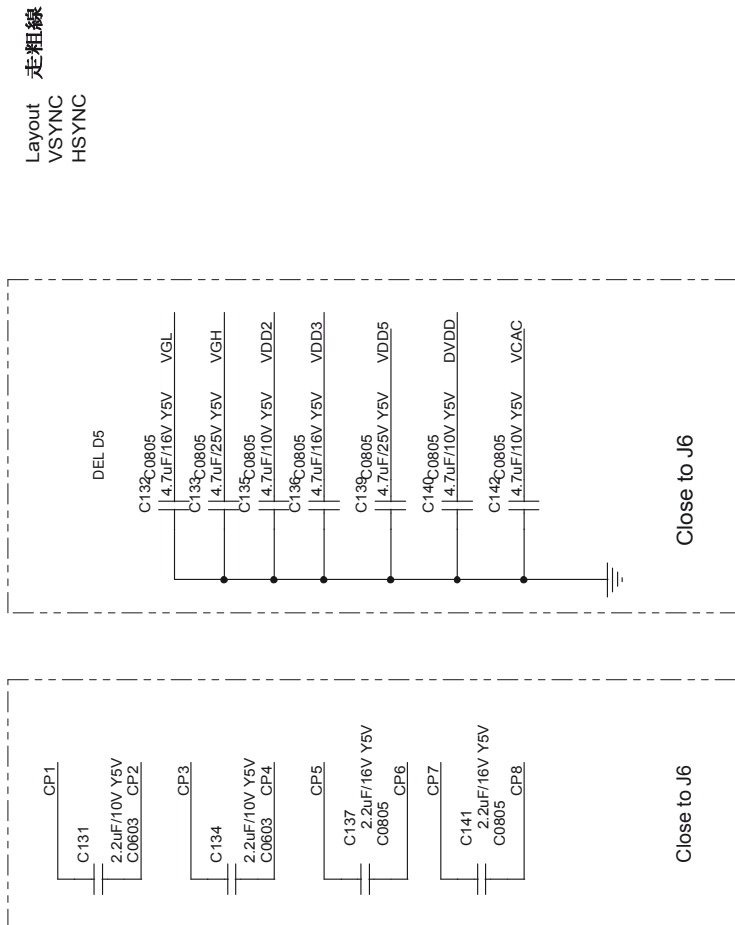 Layout 走粗線
VSYNC
HSYNC
DEL D5
C132 C0805
4.7uF/16V Y5V VGL
C133 C0805
4.7uF/25V Y5V VGH
C135 C0805
4.7uF/10V Y5V VDD2
C136 C0805
4.7uF/16V Y5V VDD3
C139 C0805
4.7uF/25V Y5V VDD5
C140 C0805
4.7uF/10V Y5V DVDD
C142 C0805
4.7uF/10V Y5V VCAC
Close to J6
CP1
C131
2.2uF/10V Y5V
C0603 CP2
CP3
C134
2.2uF/10V Y5V
C0603 CP4
CP5
C137
2.2uF/16V Y5V
C0805
CP6
CP7
C141
2.2uF/16V Y5V
C0805
CP8
Close to J6